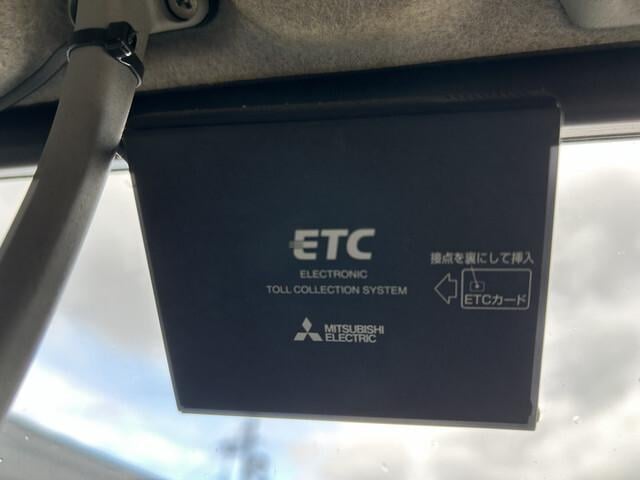 ETC
ELECTRONIC
TOLL COLLECTION SYSTEM
MITSUBISHI
ELECTRIC
接点を裏にして挿入
ETCカード